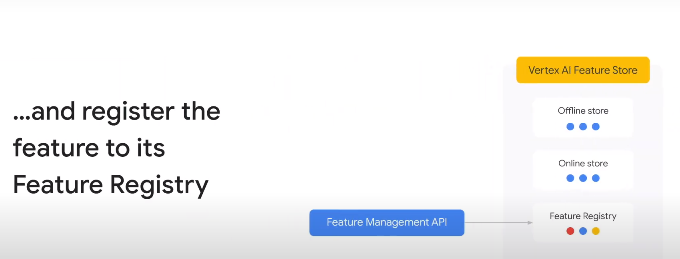 ...and register the
feature to its
Feature Registry
Vertex AI Feature Store
Offline store
Online store
Feature Management API
Feature Registry